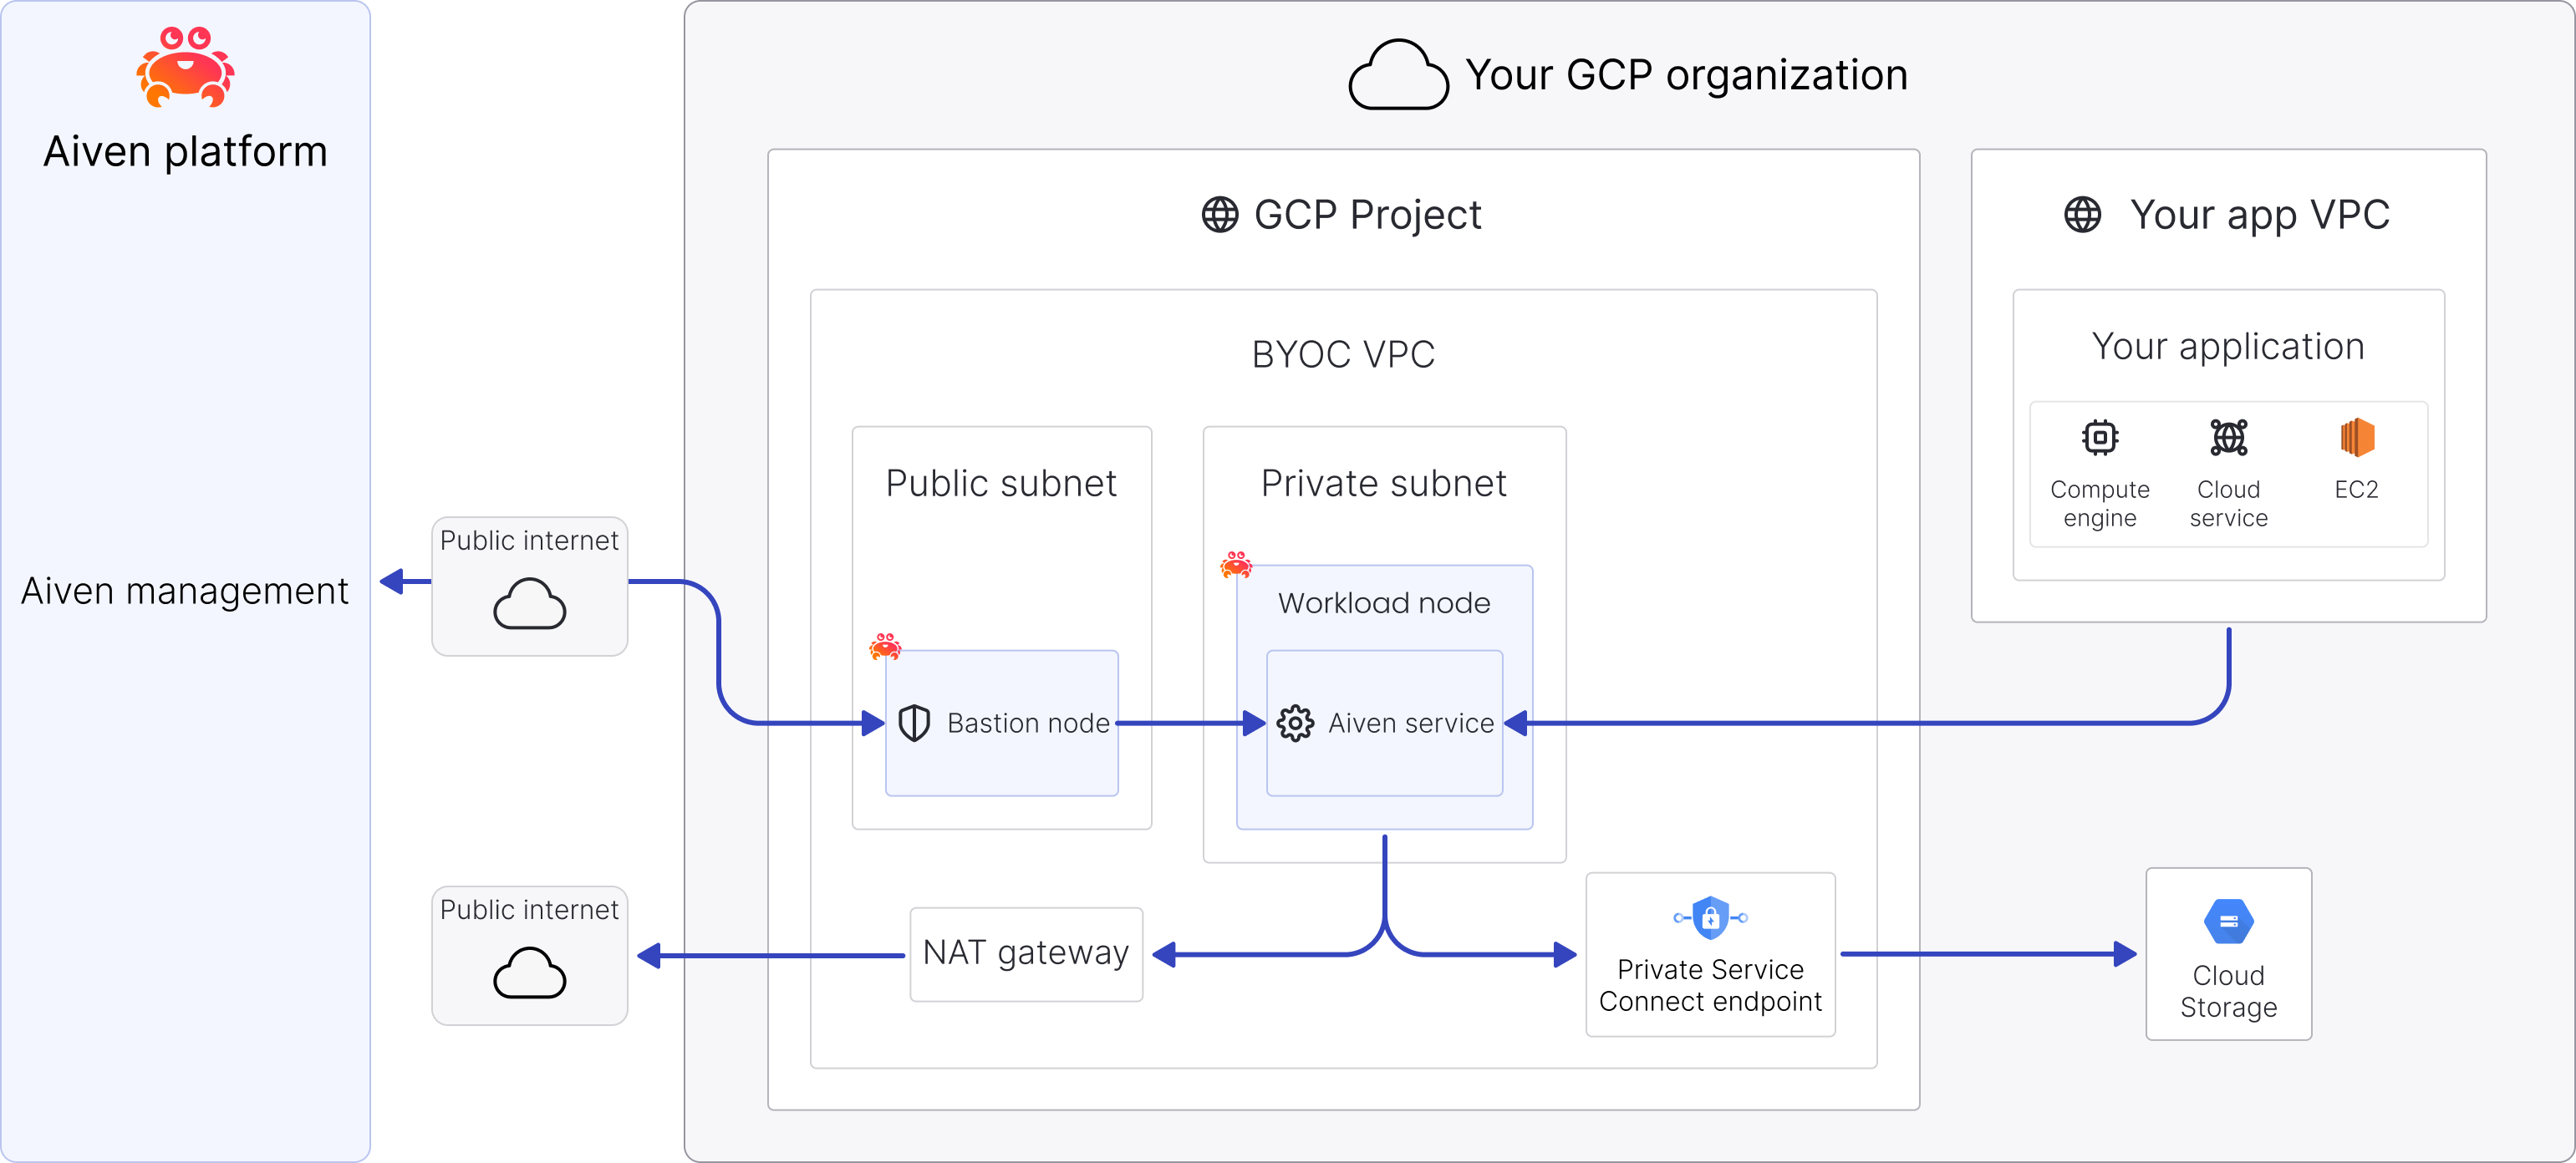 Aiven platform
Aiven management
Public internet
Public internet
Your GCP organization
GCP Project
BYOC VPC
Public subnet
Bastion node
Private subnet
Workload node
Aiven service
NAT gateway
Private Service
Connect endpoint
Your app VPC
Your application
Compute
engine
Cloud
service
EC2
Cloud
Storage